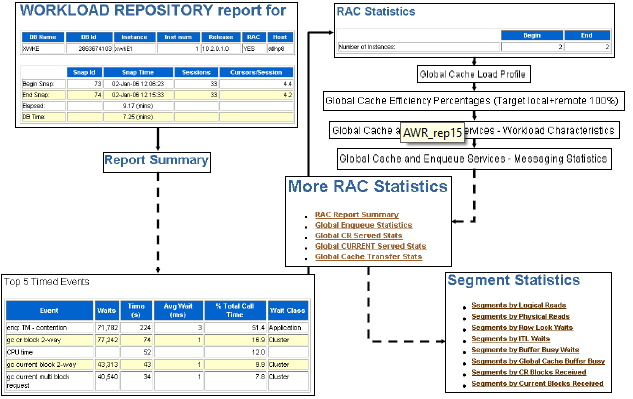 WORKLOAD REPOSITORY report for
DB Name DB Id Instance Inst num Release RAC Host
1 10.2.0.1.0 YES
Snap Id Snap Time Sessions Cursors/Session
Begin Snap: 73 02-Jan-06 12:06:23 33 4.4
End Snap: 74 02-Jan-06 12:15:33 33 4.2
Elapsed: 9.17 (mins)
DB Time: 7.25 (mins)
Report Summary
Top 5 Timed Events
Event Waits Time (s) Avg Wait (ms) % Total Call Time Wait Class
enq: TM - contention 71,782 224 3 51.4 Application
gc cr block 2-way 77,242 74 1 16.9 Cluster
CPU time 52 12.0
gc current block 2-way 43,313 43 1 9.9 Cluster
gc current multi block request 40,540 34 1 7.8 Cluster
RAC Statistics
Begin End
Number of Instances: 2 2
Global Cache Load Profile
Global Cache Efficiency Percentages (Target local+remote 100%)
Global Cache a
AWR_rep15
ervices - Workload Characteristics
Global Cache and Enqueue Services - Messaging Statistics
More RAC Statistics
RAC Report Summary
Global Enqueue Statistics
Global CR Served Stats
Global CURRENT Served Stats
Global Cache Transfer Stats
Segment Statistics
Segments by Logical Reads
Segments by Physical Reads
Segments by Row Lock Waits
Segments by ITL Waits
Segments by Buffer Busy Waits
Segments by Global Cache Buffer Busy
Segments by CR Blocks Received
Segments by Current Blocks Received